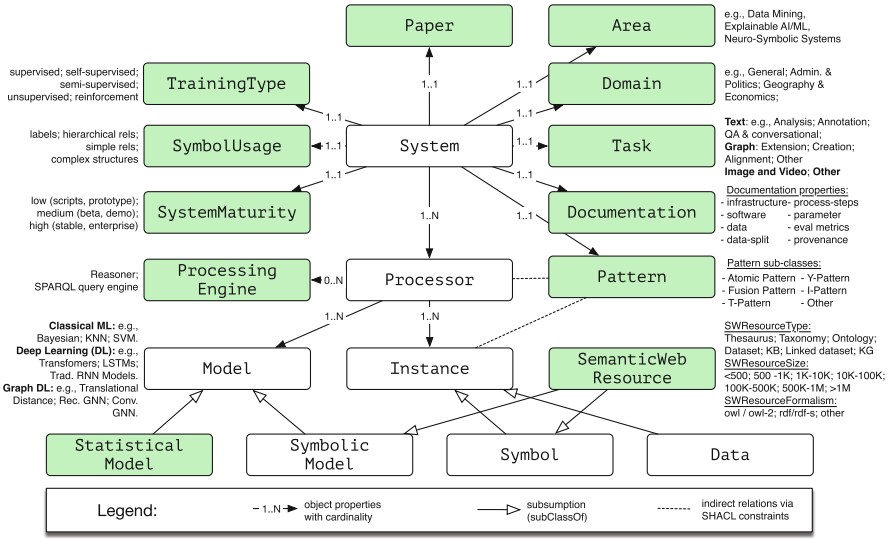 Paper
Area
e.g., Data Mining,
Explainable AI/ML,
Neuro-Symbolic Systems
supervised; self-supervised;
semi-supervised;
unsupervised; reinforcement
TrainingType
1..1
1..1
Domain
e.g., General; Admin. &
Politics; Geography &
Economics;
1..1
1..1
labels; hierarchical rels;
simple rels;
complex structures
SymbolUsage
1..1
System
1..1
Task
Text: e.g., Analysis; Annotation;
QA & conversational;
Graph: Extension; Creation;
Alignment; Other
Image and Video; Other
1..1
1..1
low (scripts, prototype);
medium (beta, demo);
high (stable, enterprise)
SystemMaturity
1..N
1..1
Documentation
Documentation properties:
- infrastructure- process-steps
- software - parameter
- data - eval metrics
- data-split - provenance
Reasoner;
SPARQL query engine
Processing
Engine
0..N
Processor
Pattern
Pattern sub-classes:
- Atomic Pattern - Y-Pattern
- Fusion Pattern - I-Pattern
- T-Pattern - Other
1..N
1..N
Classical ML: e.g.,
Bayesian; KNN; SVM.
Deep Learning (DL): e.g.,
Transfomers; LSTMs;
Trad. RNN Models.
Graph DL: e.g., Translational
Distance; Rec. GNN; Conv.
GNN.
Model
Instance
SemanticWeb
Resource
SWResourceType:
Thesaurus; Taxonomy; Ontology;
Dataset; KB; Linked dataset; KG
SWResourceSize:
<500; 500 -1K; 1K-10K; 10K-100K;
100K-500K; 500K-1M; >1M
SWResourceFormalism:
owl / owl-2; rdf/rdf-s; other
Statistical
Model
Symbolic
Model
Symbol
Data
Legend:
1..N
object properties
with cardinality
subsumption
(subClassOf)
indirect relations via
SHACL constraints